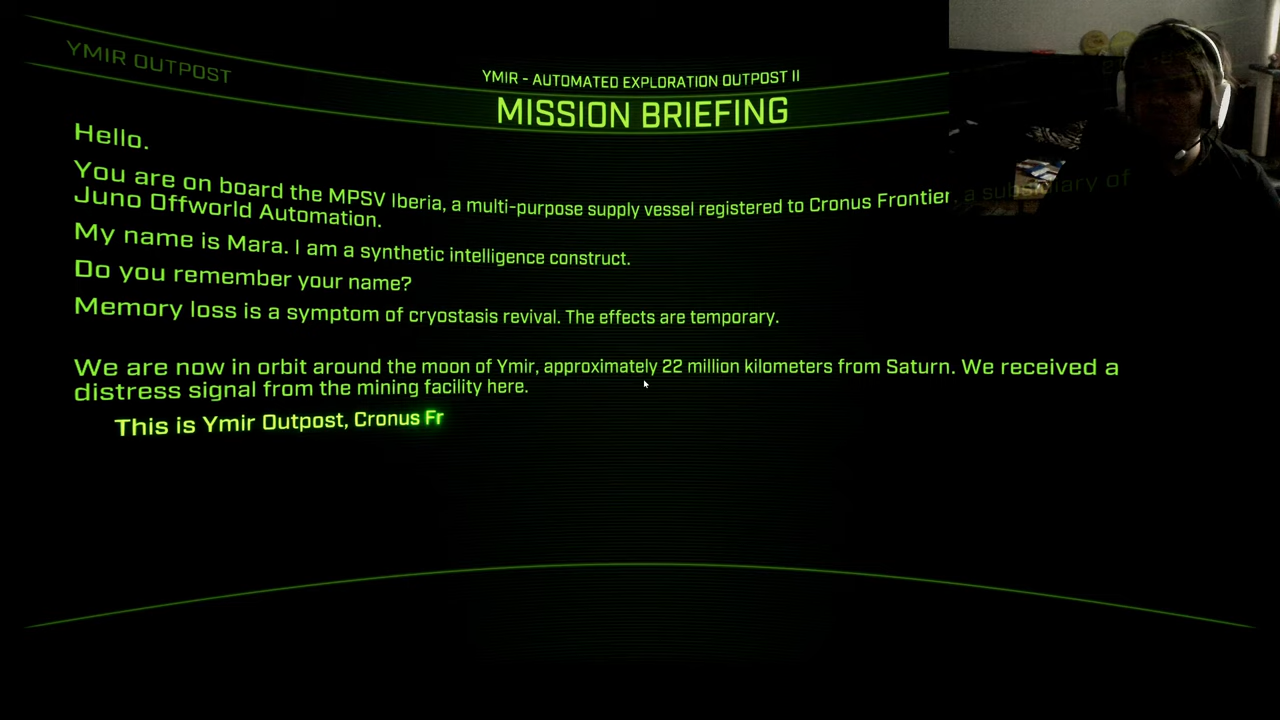 YMIR OUTPOST
YMIR - AUTOMATED EXPLORATION OUTPOST II
MISSION BRIEFING
Hello.
You are on board the MPSV Iberia, a multi-purpose supply vessel registered to Cronus Frontier, a subsidiary of
Juno Offworld Automation.
My name is Mara. I am a synthetic intelligence construct.
Do you remember your name?
Memory loss is a symptom of cryostasis revival. The effects are temporary.
We are now in orbit around the moon of Ymir, approximately 22 million kilometers from Saturn. We received a
distress signal from the mining facility here.
This is Ymir Outpost, Cronus Fr